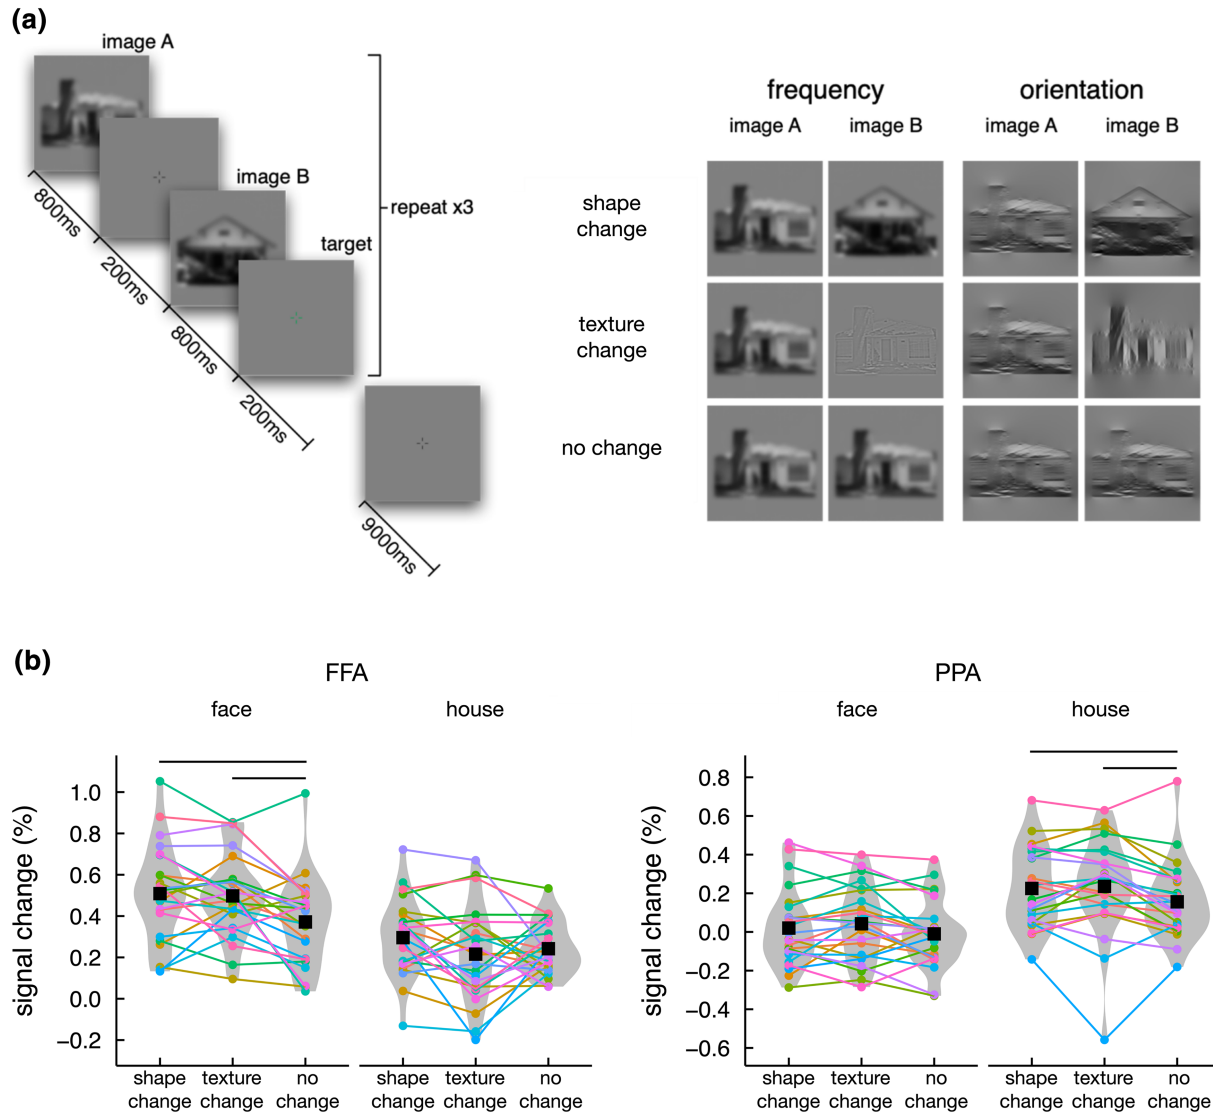 (a)
image A
image B
target
repeat x3
800ms
200ms
800ms
200ms
9000ms
frequency orientation
image A image B image A image B
shape
change
texture
change
no change
(b)
FFA PPA
face house face house
signal change (%)
1.0
0.8
0.6
0.4
0.2
0.0
−0.2
shape texture no shape texture no
change change change change change change
signal change (%)
0.8
0.6
0.4
0.2
0.0
−0.2
−0.4
−0.6
shape texture no shape texture no
change change change change change change